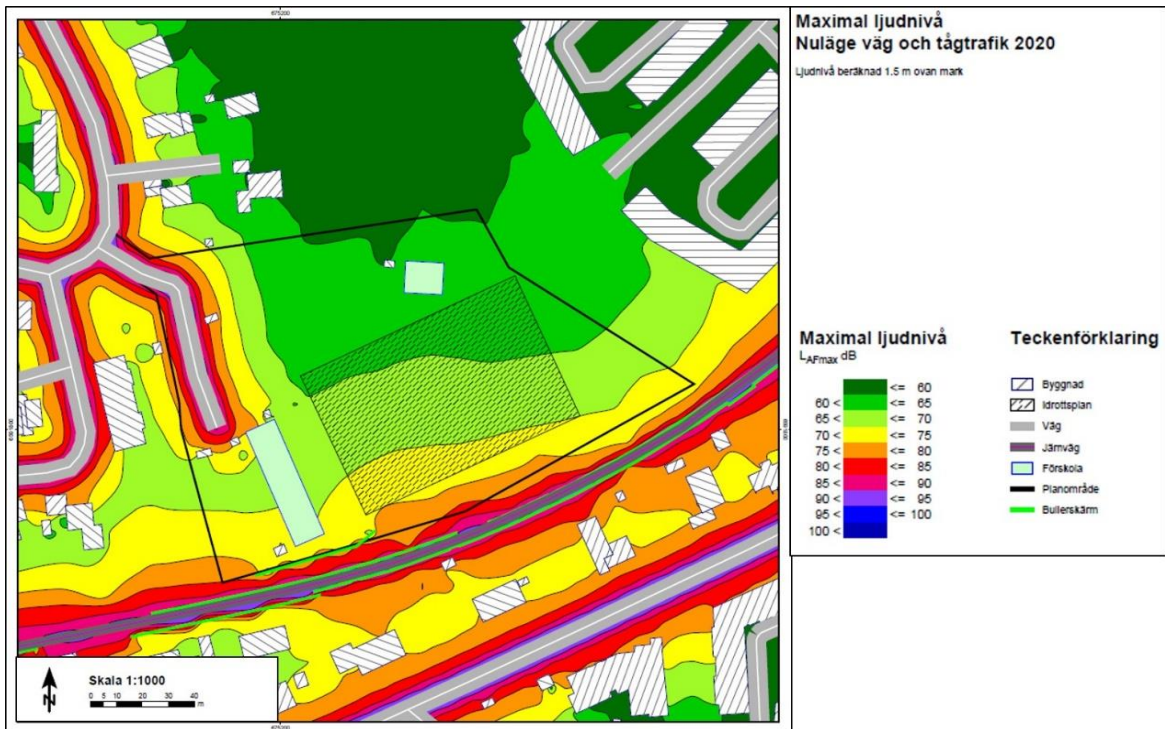 Maximal ljudnivå
Nuläge väg och tågtrafik 2020
Ljudnivå beräknad 1.5 m ovan mark
Maximal ljudnivå
LAFmax dB
<= 60
60 < <= 65
65 < <= 70
70 < <= 75
75 < <= 80
80 < <= 85
85 < <= 90
90 < <= 95
95 < <= 100
100 <
Teckenförklaring
Byggnad
Idrottsplan
Väg
Järnväg
Förskola
Planområde
Bullerskärm
N
Skala 1:1000
0 5 10 20 30 40
m